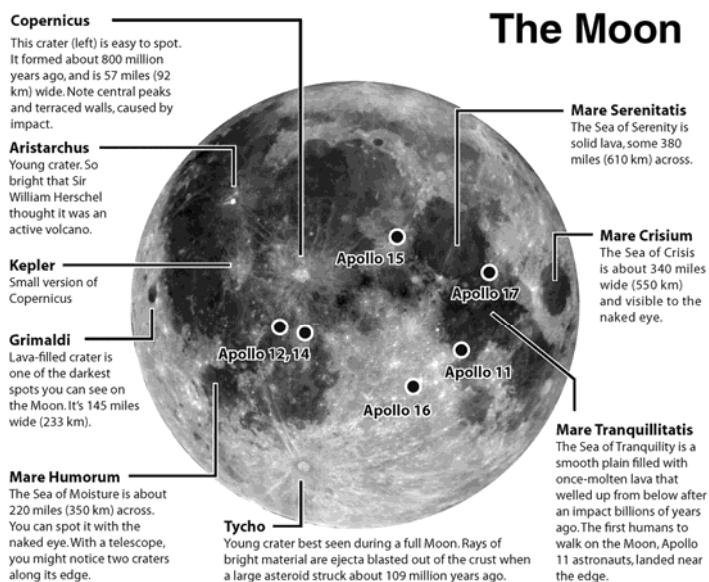 The Moon
Copernicus
This crater (left) is easy to spot.
It formed about 800 million
years ago, and is 57 miles (92
km) wide. Note central peaks
and terraced walls, caused by
impact.
Aristarchus
Young crater. So
bright that Sir
William Herschel
thought it was an
active volcano.
Kepler
Small version of
Copernicus
Grimaldi
Lava-filled crater is
one of the darkest
spots you can see on
the Moon. It's 145 miles
wide (233 km).
Mare Humorum
The Sea of Moisture is about
220 miles (350 km) across.
You can spot it with the
naked eye. With a telescope,
you might notice two craters
along its edge.
Apollo 15
Apollo 17
Apollo 12, 14
Apollo 11
Apollo 16
Tycho
Young crater best seen during a full Moon. Rays of
bright material are ejecta blasted out of the crust when
a large asteroid struck about 109 million years ago.
Mare Serenitatis
The Sea of Serenity is
solid lava, some 380
miles (610 km) across.
Mare Crisium
The Sea of Crisis
is about 340 miles
wide (550 km)
and visible to the
naked eye.
Mare Tranquillitatis
The Sea of Tranquility is a
smooth plain filled with
once-molten lava that
welled up from below after
an impact billions of years
ago. The first humans to
walk on the Moon, Apollo
11 astronauts, landed near
the edge.